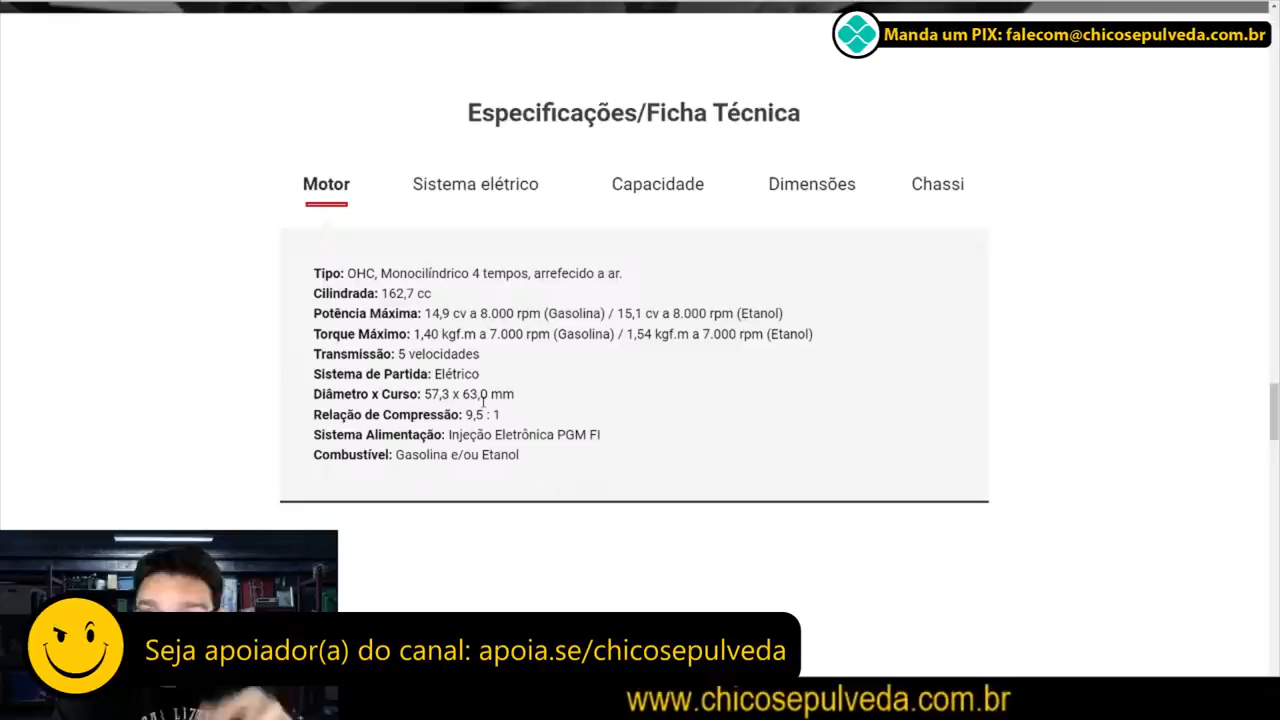 Manda um PIX: falecom@chicosepulveda.com.br
Especificações/Ficha Técnica
Motor Sistema elétrico Capacidade Dimensões Chassi
Tipo: OHC, Monocilíndrico 4 tempos, arrefecido a ar.
Cilindrada: 162,7 cc
Potência Máxima: 14,9 cv a 8.000 rpm (Gasolina) / 15,1 cv a 8.000 rpm (Etanol)
Torque Máximo: 1,40 kgf.m a 7.000 rpm (Gasolina) / 1,54 kgf.m a 7.000 rpm (Etanol)
Transmissão: 5 velocidades
Sistema de Partida: Elétrico
Diâmetro x Curso: 57,3 x 63,0 mm
Relação de Compressão: 9,5 : 1
Sistema Alimentação: Injeção Eletrônica PGM FI
Combustível: Gasolina e/ou Etanol
Seja apoiador(a) do canal: apoia.se/chicosepulveda
www.chicosepulveda.com.br